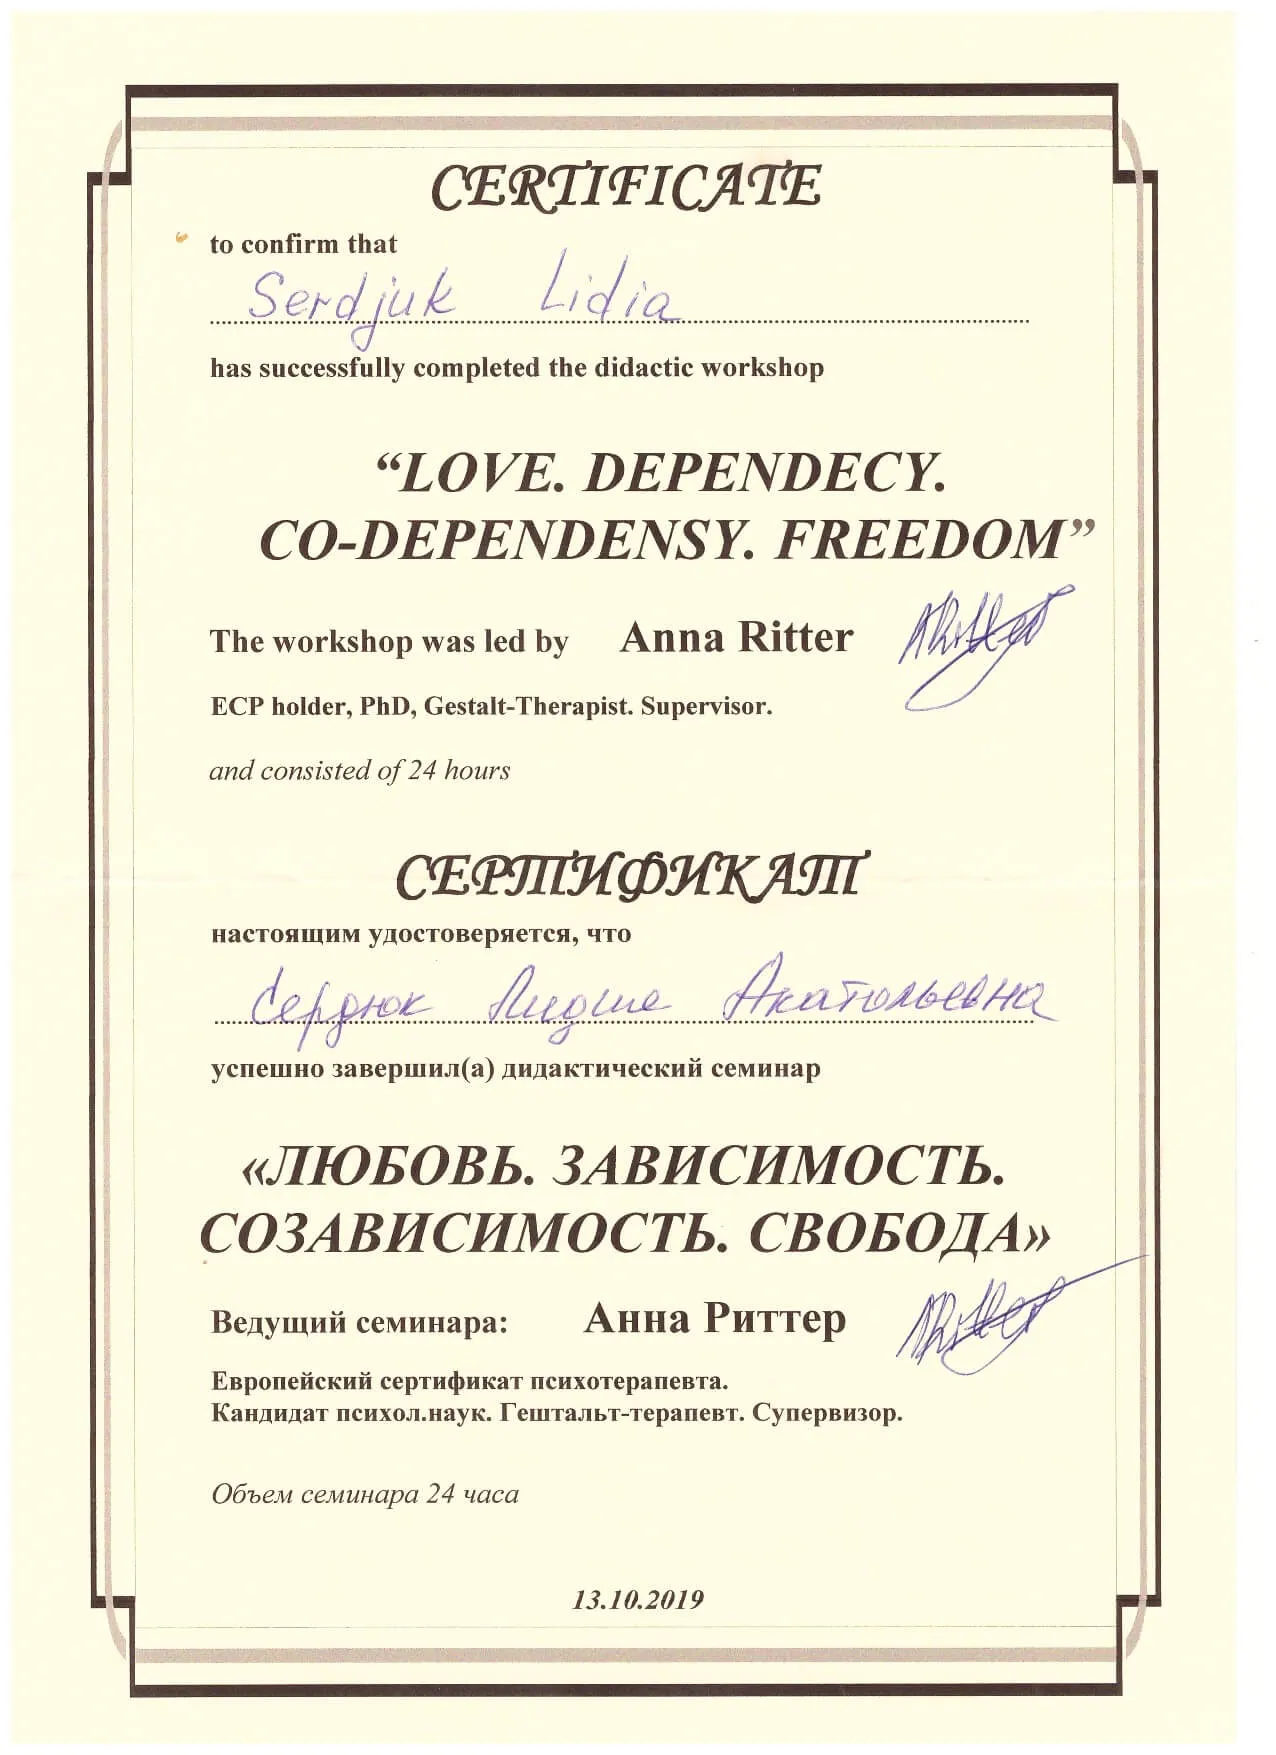 CERTIFICATE
to confirm that
Serdjuk Lidia
has successfully completed the didactic workshop
“LOVE. DEPENDECY.
CO-DEPENDENSY. FREEDOM”
The workshop was led by Anna Ritter
ECP holder, PhD, Gestalt-Therapist. Supervisor.
and consisted of 24 hours
СЕРТИФИКАТ
настоящим удостоверяется, что
Сердюк Лидия Анатольевна
успешно завершил(а) дидактический семинар
«ЛЮБОВЬ. ЗАВИСИМОСТЬ.
СОЗАВИСИМОСТЬ. СВОБОДА»
Ведущий семинара: Анна Риттер
Европейский сертификат психотерапевта.
Кандидат психол.наук. Гештальт-терапевт. Супервизор.
Объем семинара 24 часа
13.10.2019